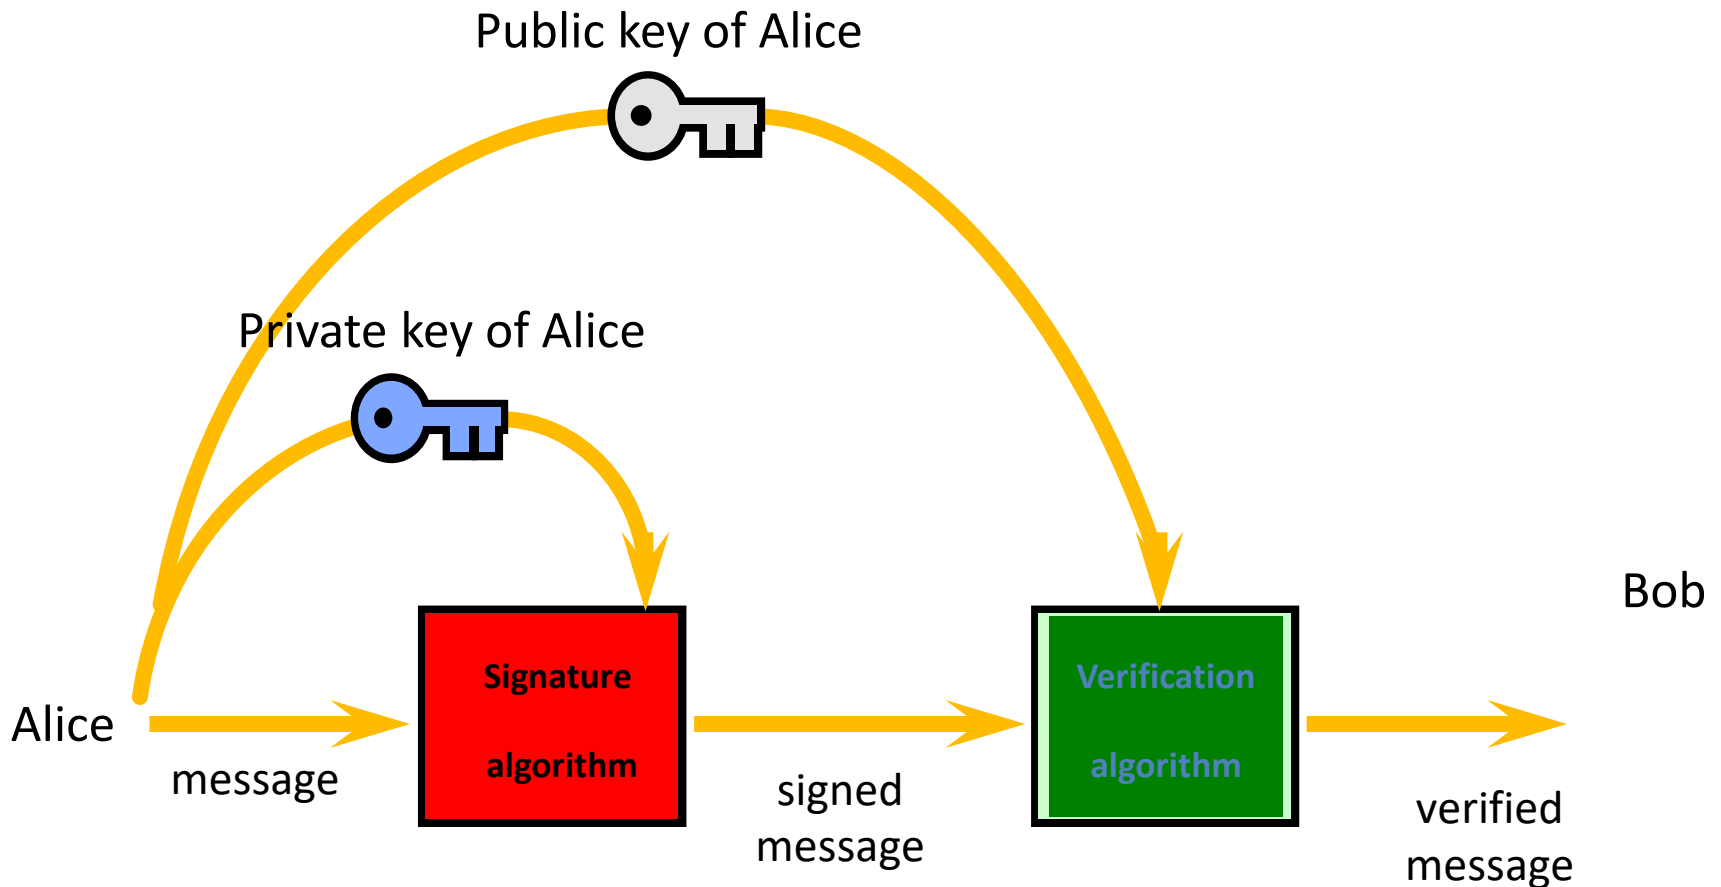 Public key of Alice
Private key of Alice
Bob
Signature
algorithm
Verification
algorithm
Alice
message
signed
message
verified
message